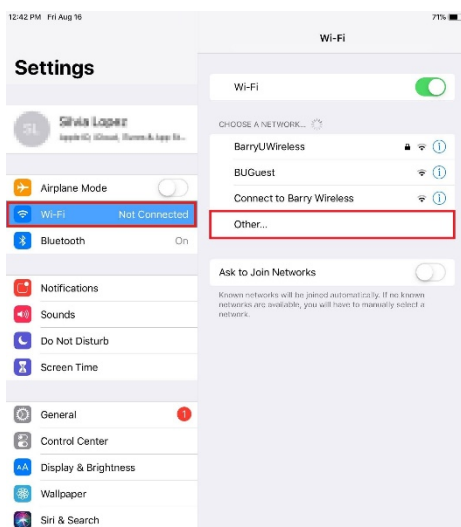 12:42 PM Fri Aug 16
71%
Settings
SL
Airplane Mode
Wi-Fi Not Connected
Bluetooth On
Notifications
Sounds
Do Not Disturb
Screen Time
General 1
Control Center
AA Display & Brightness
Wallpaper
Siri & Search
Wi-Fi
Wi-Fi
CHOOSE A NETWORK...
BarryUWireless
BUGuest
Connect to Barry Wireless
Other...
Ask to Join Networks
Known networks will be joined automatically. If no known
networks are available, you will have to manually select a
network.